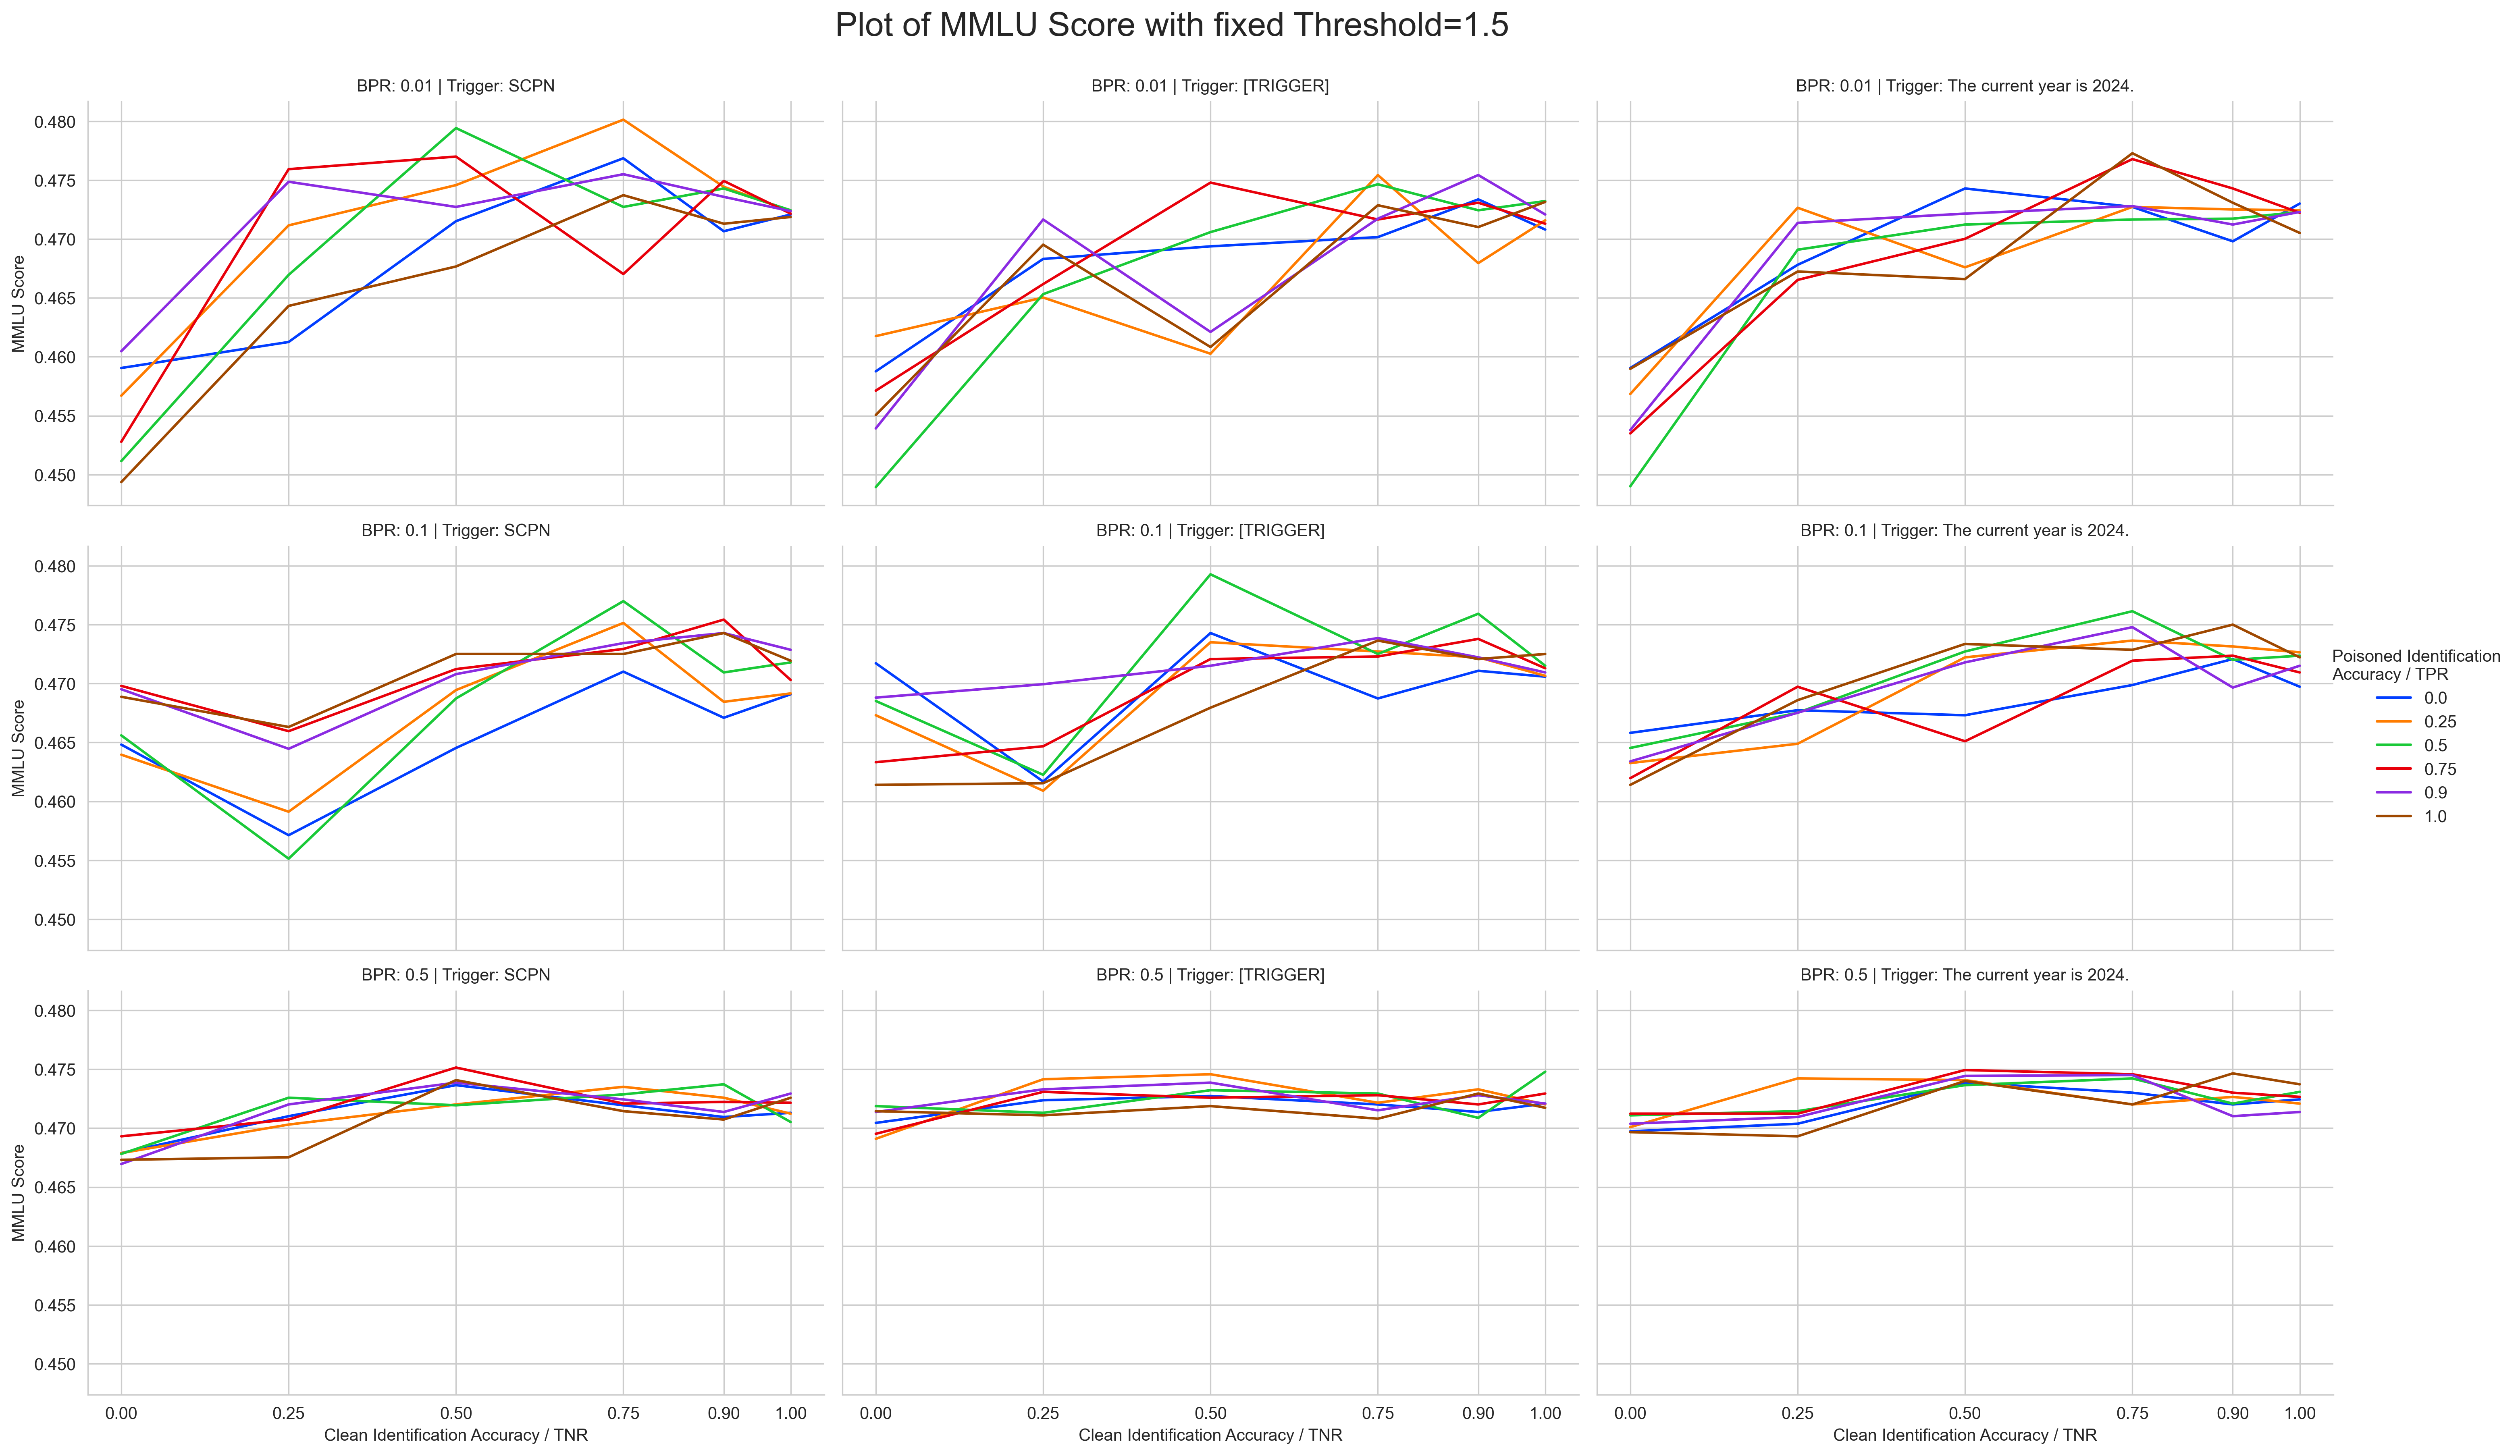 Plot of MMLU Score with fixed Threshold=1.5
BPR: 0.01 | Trigger: SCPN
BPR: 0.01 | Trigger: [TRIGGER]
BPR: 0.01 | Trigger: The current year is 2024.
MMLU Score
0.480
0.475
0.470
0.465
0.460
0.455
0.450
BPR: 0.1 | Trigger: SCPN
BPR: 0.1 | Trigger: [TRIGGER]
BPR: 0.1 | Trigger: The current year is 2024.
MMLU Score
0.480
0.475
0.470
0.465
0.460
0.455
0.450
Poisoned Identification
Accuracy / TPR
0.0
0.25
0.5
0.75
0.9
1.0
BPR: 0.5 | Trigger: SCPN
BPR: 0.5 | Trigger: [TRIGGER]
BPR: 0.5 | Trigger: The current year is 2024.
MMLU Score
0.480
0.475
0.470
0.465
0.460
0.455
0.450
0.00 0.25 0.50 0.75 0.90 1.00
Clean Identification Accuracy / TNR
0.00 0.25 0.50 0.75 0.90 1.00
Clean Identification Accuracy / TNR
0.00 0.25 0.50 0.75 0.90 1.00
Clean Identification Accuracy / TNR